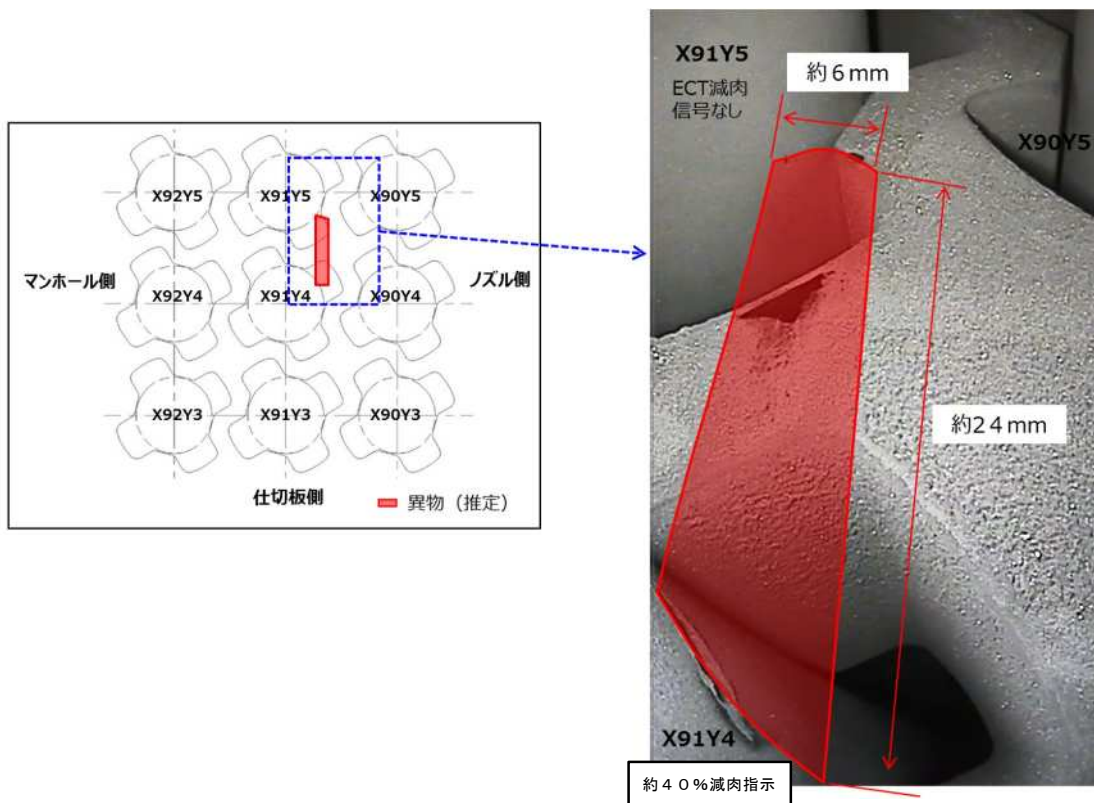 X92Y5
X91Y5
X90Y5
マンホール側
X92Y4
X91Y4
X90Y4
ノズル側
X92Y3
X91Y3
X90Y3
仕切板側
異物（推定）
X91Y5
ECT減肉
信号なし
約６mm
X90Y5
約２４mm
X91Y4
約４０%減肉指示